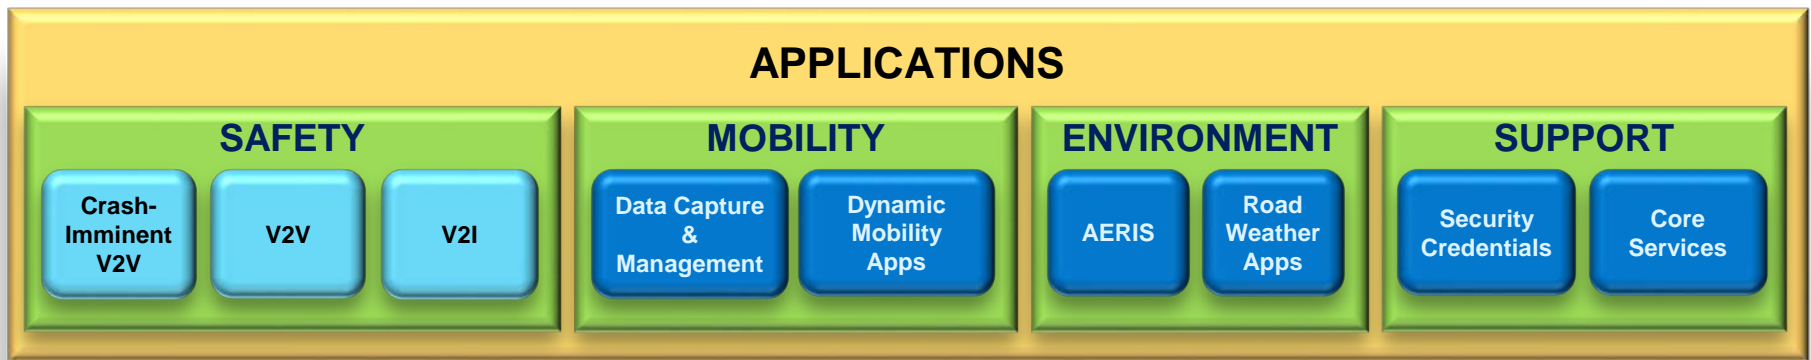 APPLICATIONS
SAFETY
Crash-
Imminent
V2V
V2V
V2I
MOBILITY
Data Capture
&
Management
Dynamic
Mobility
Apps
ENVIRONMENT
AERIS
Road
Weather
Apps
SUPPORT
Security
Credentials
Core
Services